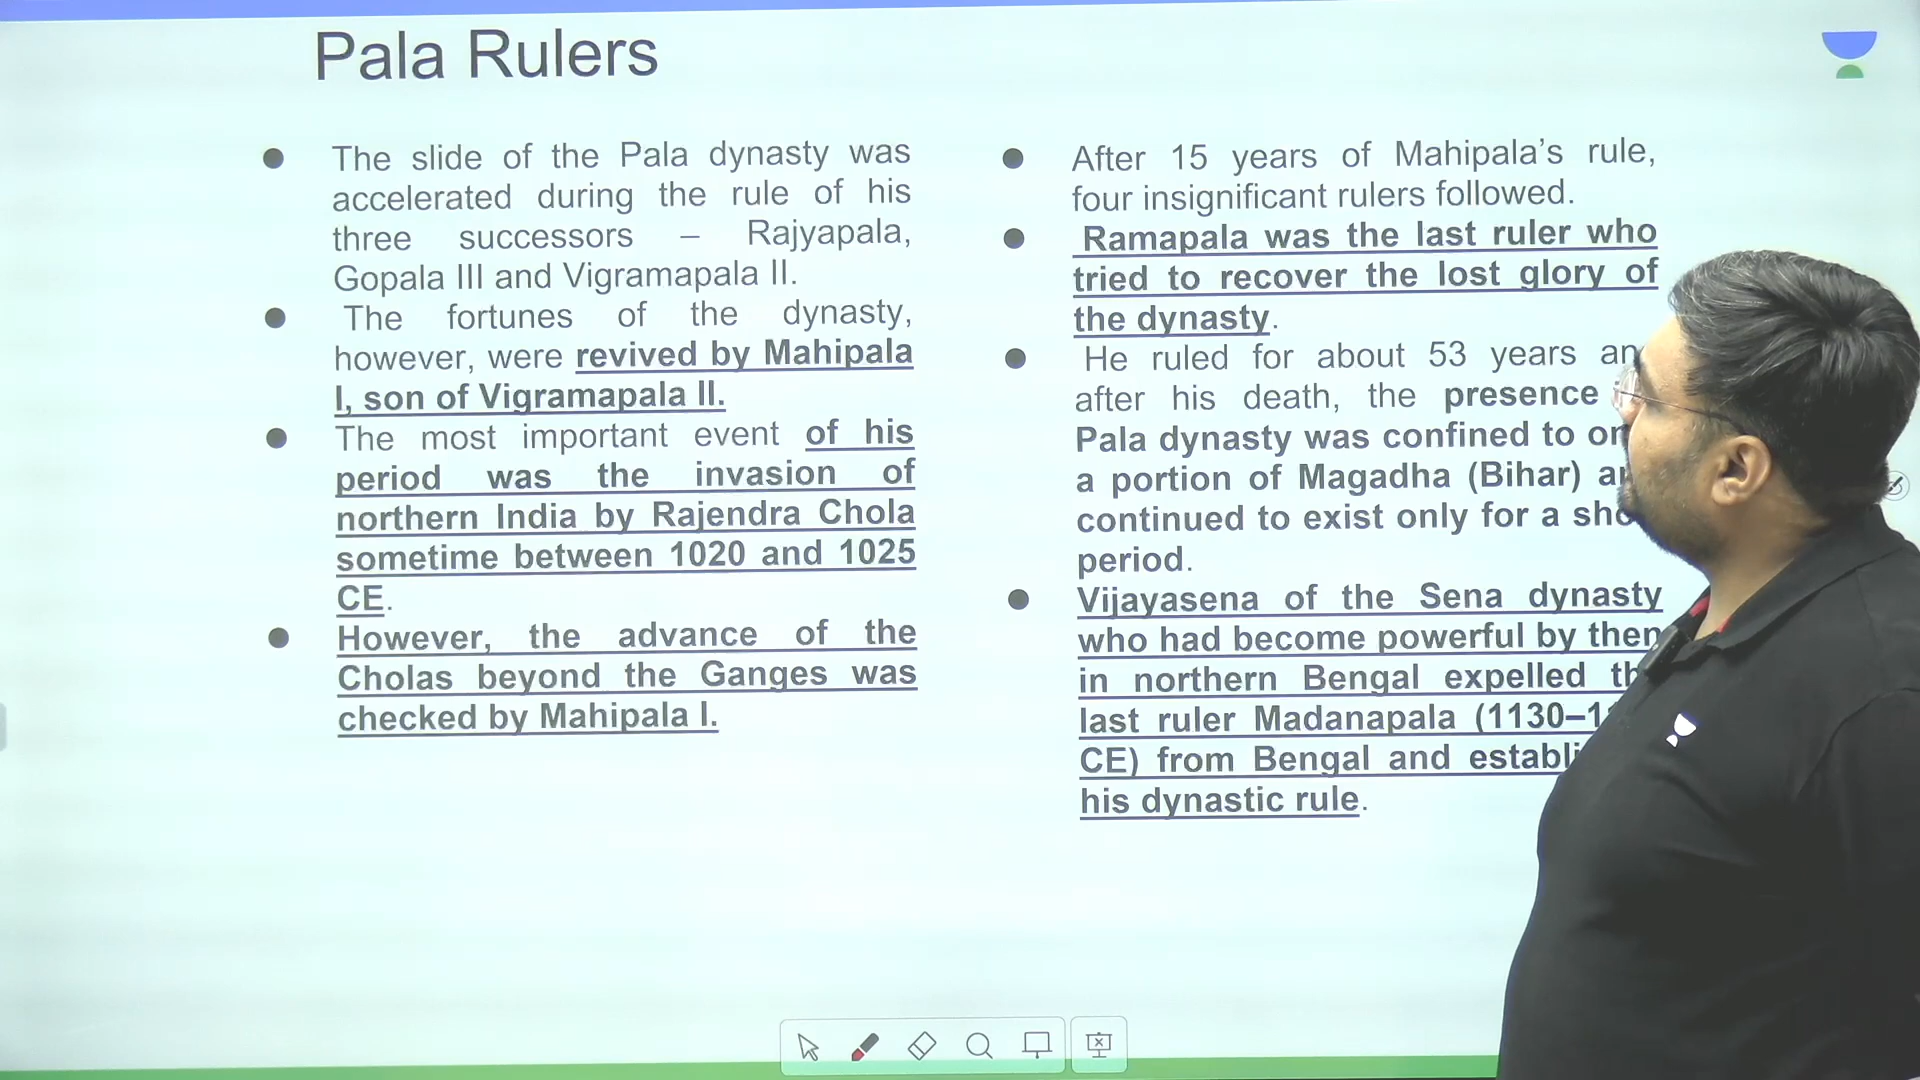 Pala Rulers
The slide of the Pala dynasty was
accelerated during the rule of his
three successors – Rajyapala,
Gopala III and Vigramapala II.
The fortunes of the dynasty,
however, were revived by Mahipala
I, son of Vigramapala II.
The most important event of his
period was the invasion of
northern India by Rajendra Chola
sometime between 1020 and 1025
CE.
However, the advance of the
Cholas beyond the Ganges was
checked by Mahipala I.
After 15 years of Mahipala’s rule,
four insignificant rulers followed.
Ramapala was the last ruler who
tried to recover the lost glory of
the dynasty.
He ruled for about 53 years
after his death, the presence
Pala dynasty was confined to
a portion of Magadha (Bihar)
continued to exist only for a
period.
Vijayasena of the Sena dynasty
who had become powerful by then
in northern Bengal expelled
last ruler Madanapala
CE) from Bengal and
his dynastic rule.